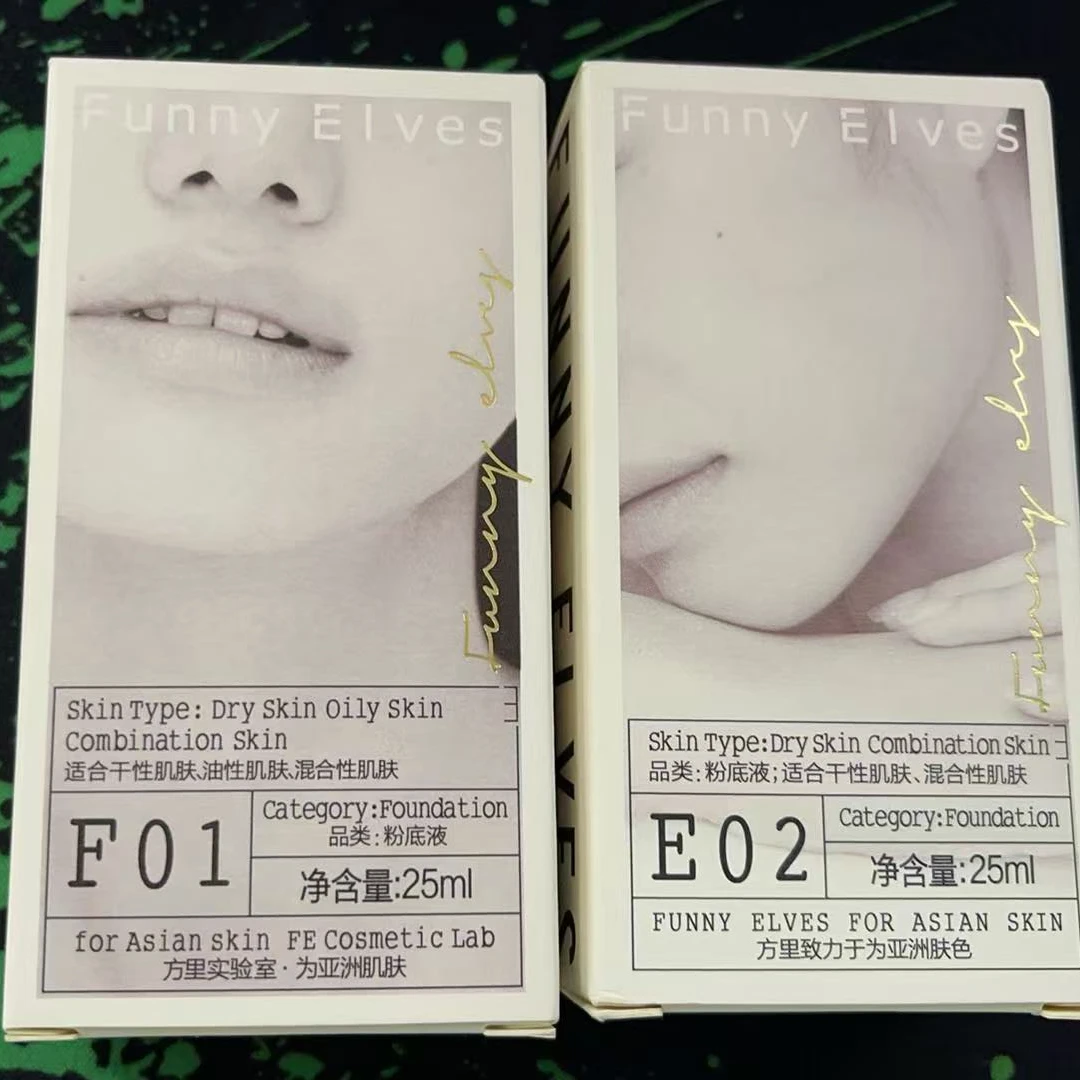 Funny Elves
Funny elves
Skin Type: Dry Skin Oily Skin
Combination Skin
适合干性肌肤、油性肌肤、混合性肌肤
F01
Category:Foundation
品类:粉底液
净含量:25ml
for Asian skin FE Cosmetic Lab
方里实验室·为亚洲肌肤
FUNNY ELVES
Funny Elves
Funny elves
Skin Type:Dry Skin Combination Skin
品类:粉底液;适合干性肌肤、混合性肌肤
E02
Category:Foundation
净含量:25ml
FUNNY ELVES FOR ASIAN SKIN
方里致力于为亚洲肤色